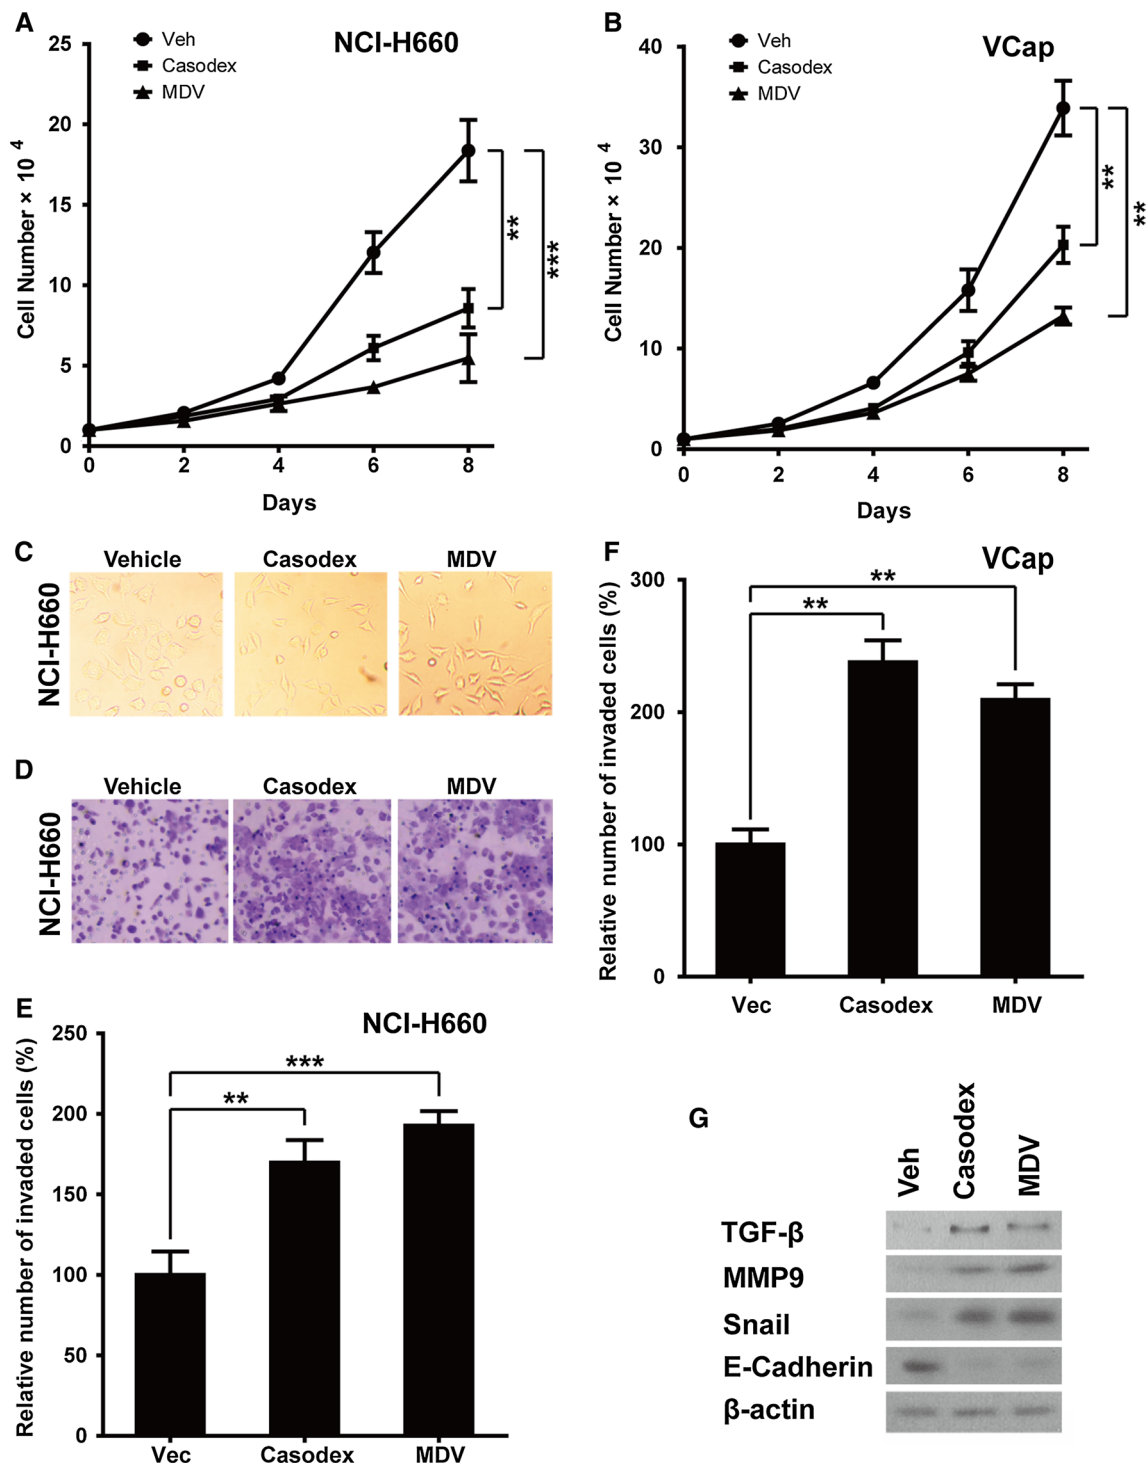 A
NCI-H660
Veh
Casodex
MDV
25
20
15
10
5
0
Cell Number × 10 4
**
***
0 2 4 6 8
Days
B
VCap
Veh
Casodex
MDV
40
30
20
10
0
Cell Number × 10 4
**
**
0 2 4 6 8
Days
C
Vehicle Casodex MDV
NCI-H660
D
Vehicle Casodex MDV
NCI-H660
E
NCI-H660
250
200
150
100
50
0
Relative number of invaded cells (%)
***
**
Vec Casodex MDV
F
VCap
300
200
100
0
Relative number of invaded cells (%)
**
**
Vec Casodex MDV
G
Veh Casodex MDV
TGF-β
MMP9
Snail
E-Cadherin
β-actin